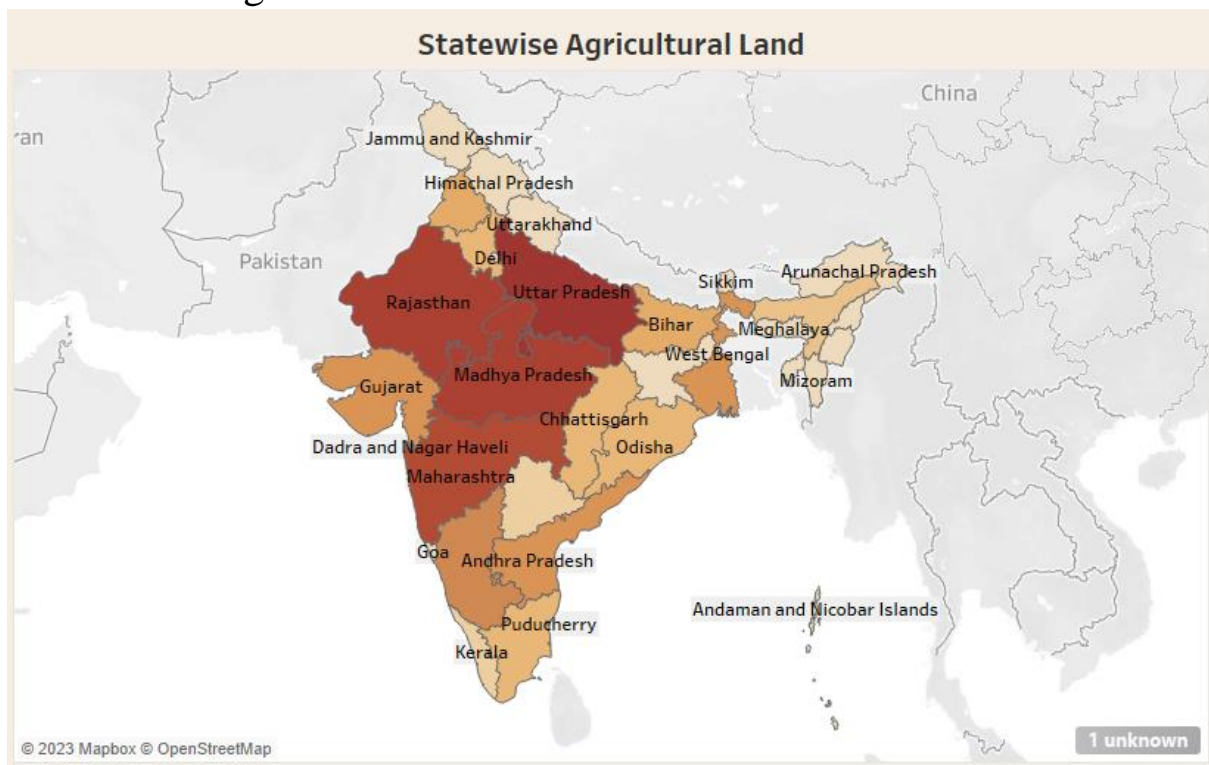 Statewise Agricultural Land
China
ran
Jammu and Kashmir
Himachal Pradesh
Uttarakhand
Pakistan
Delhi
Arunachal Pradesh
Sikkim
Uttar Pradesh
Rajasthan
Bihar
Meghalaya
West Bengal
Madhya Pradesh
Mizoram
Gujarat
Chhattisgarh
Dadra and Nagar Haveli
Odisha
Maharashtra
Goa
Andhra Pradesh
Andaman and Nicobar Islands
Puducherry
Kerala
© 2023 Mapbox © OpenStreetMap
1 unknown